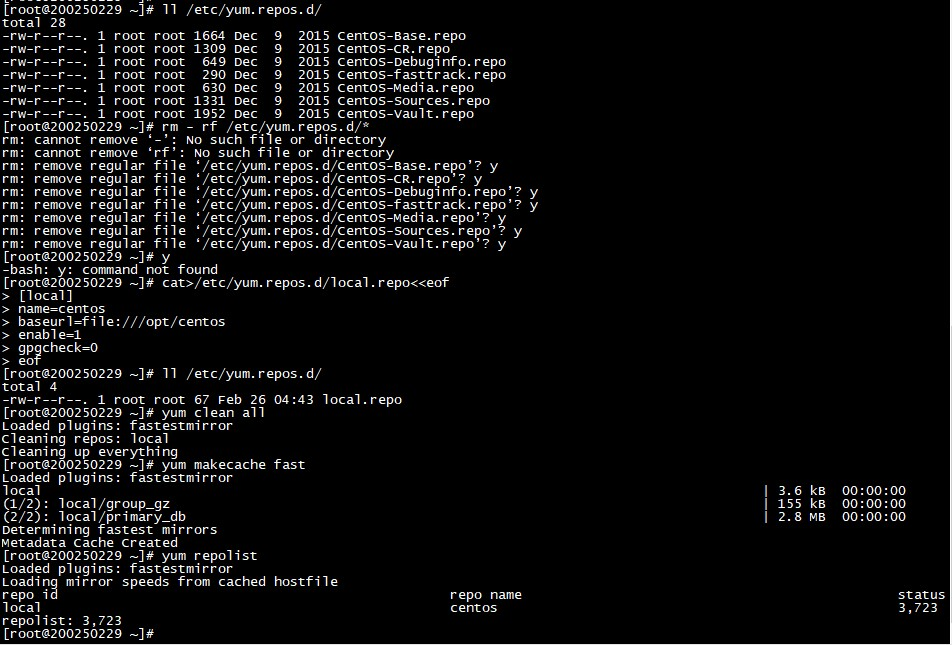 [root@200250229 ~]# ll /etc/yum.repos.d/
total 28
-rw-r--r--. 1 root root 1664 Dec  9  2015 CentOS-Base.repo
-rw-r--r--. 1 root root 1309 Dec  9  2015 CentOS-CR.repo
-rw-r--r--. 1 root root  649 Dec  9  2015 CentOS-Debuginfo.repo
-rw-r--r--. 1 root root  290 Dec  9  2015 CentOS-fasttrack.repo
-rw-r--r--. 1 root root  630 Dec  9  2015 CentOS-Media.repo
-rw-r--r--. 1 root root 1331 Dec  9  2015 CentOS-Sources.repo
-rw-r--r--. 1 root root 1952 Dec  9  2015 CentOS-Vault.repo
[root@200250229 ~]# rm - rf /etc/yum.repos.d/*
rm: cannot remove ‘-’: No such file or directory
rm: cannot remove ‘rf’: No such file or directory
rm: remove regular file ‘/etc/yum.repos.d/CentOS-Base.repo’? y
rm: remove regular file ‘/etc/yum.repos.d/CentOS-CR.repo’? y
rm: remove regular file ‘/etc/yum.repos.d/CentOS-Debuginfo.repo’? y
rm: remove regular file ‘/etc/yum.repos.d/CentOS-fasttrack.repo’? y
rm: remove regular file ‘/etc/yum.repos.d/CentOS-Media.repo’? y
rm: remove regular file ‘/etc/yum.repos.d/CentOS-Sources.repo’? y
rm: remove regular file ‘/etc/yum.repos.d/CentOS-Vault.repo’? y
[root@200250229 ~]# y
-bash: y: command not found
[root@200250229 ~]# cat>/etc/yum.repos.d/local.repo<<eof
> [local]
> name=centos
> baseurl=file:///opt/centos
> enable=1
> gpgcheck=0
> eof
[root@200250229 ~]# ll /etc/yum.repos.d/
total 4
-rw-r--r--. 1 root root 67 Feb 26 04:43 local.repo
[root@200250229 ~]# yum clean all
Loaded plugins: fastestmirror
Cleaning repos: local
Cleaning up everything
[root@200250229 ~]# yum makecache fast
Loaded plugins: fastestmirror
local | 3.6 kB  00:00:00
(1/2): local/group_gz | 155 kB  00:00:00
(2/2): local/primary_db | 2.8 MB  00:00:00
Determining fastest mirrors
Metadata Cache Created
[root@200250229 ~]# yum repolist
Loaded plugins: fastestmirror
Loading mirror speeds from cached hostfile
repo id repo name status
local centos 3,723
repolist: 3,723
[root@200250229 ~]#